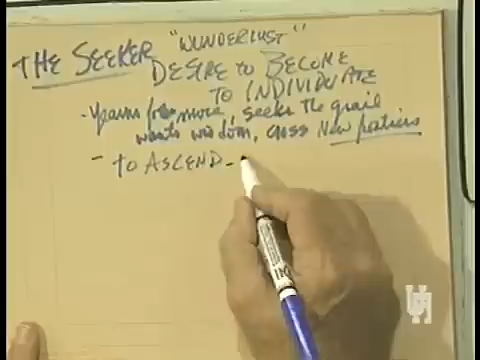 THE SEEKER "WUNDERLUST"
DESIRE TO BECOME
TO INDIVIDUATE
- Yearns for more, seeks the grail
wants wisdom, cross New fontiers
- TO ASCEND -